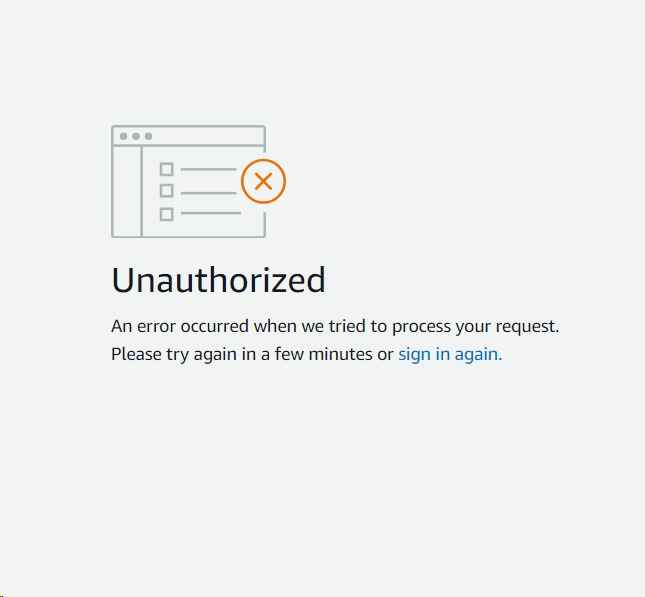 Unauthorized
An error occurred when we tried to process your request.
Please try again in a few minutes or sign in again.